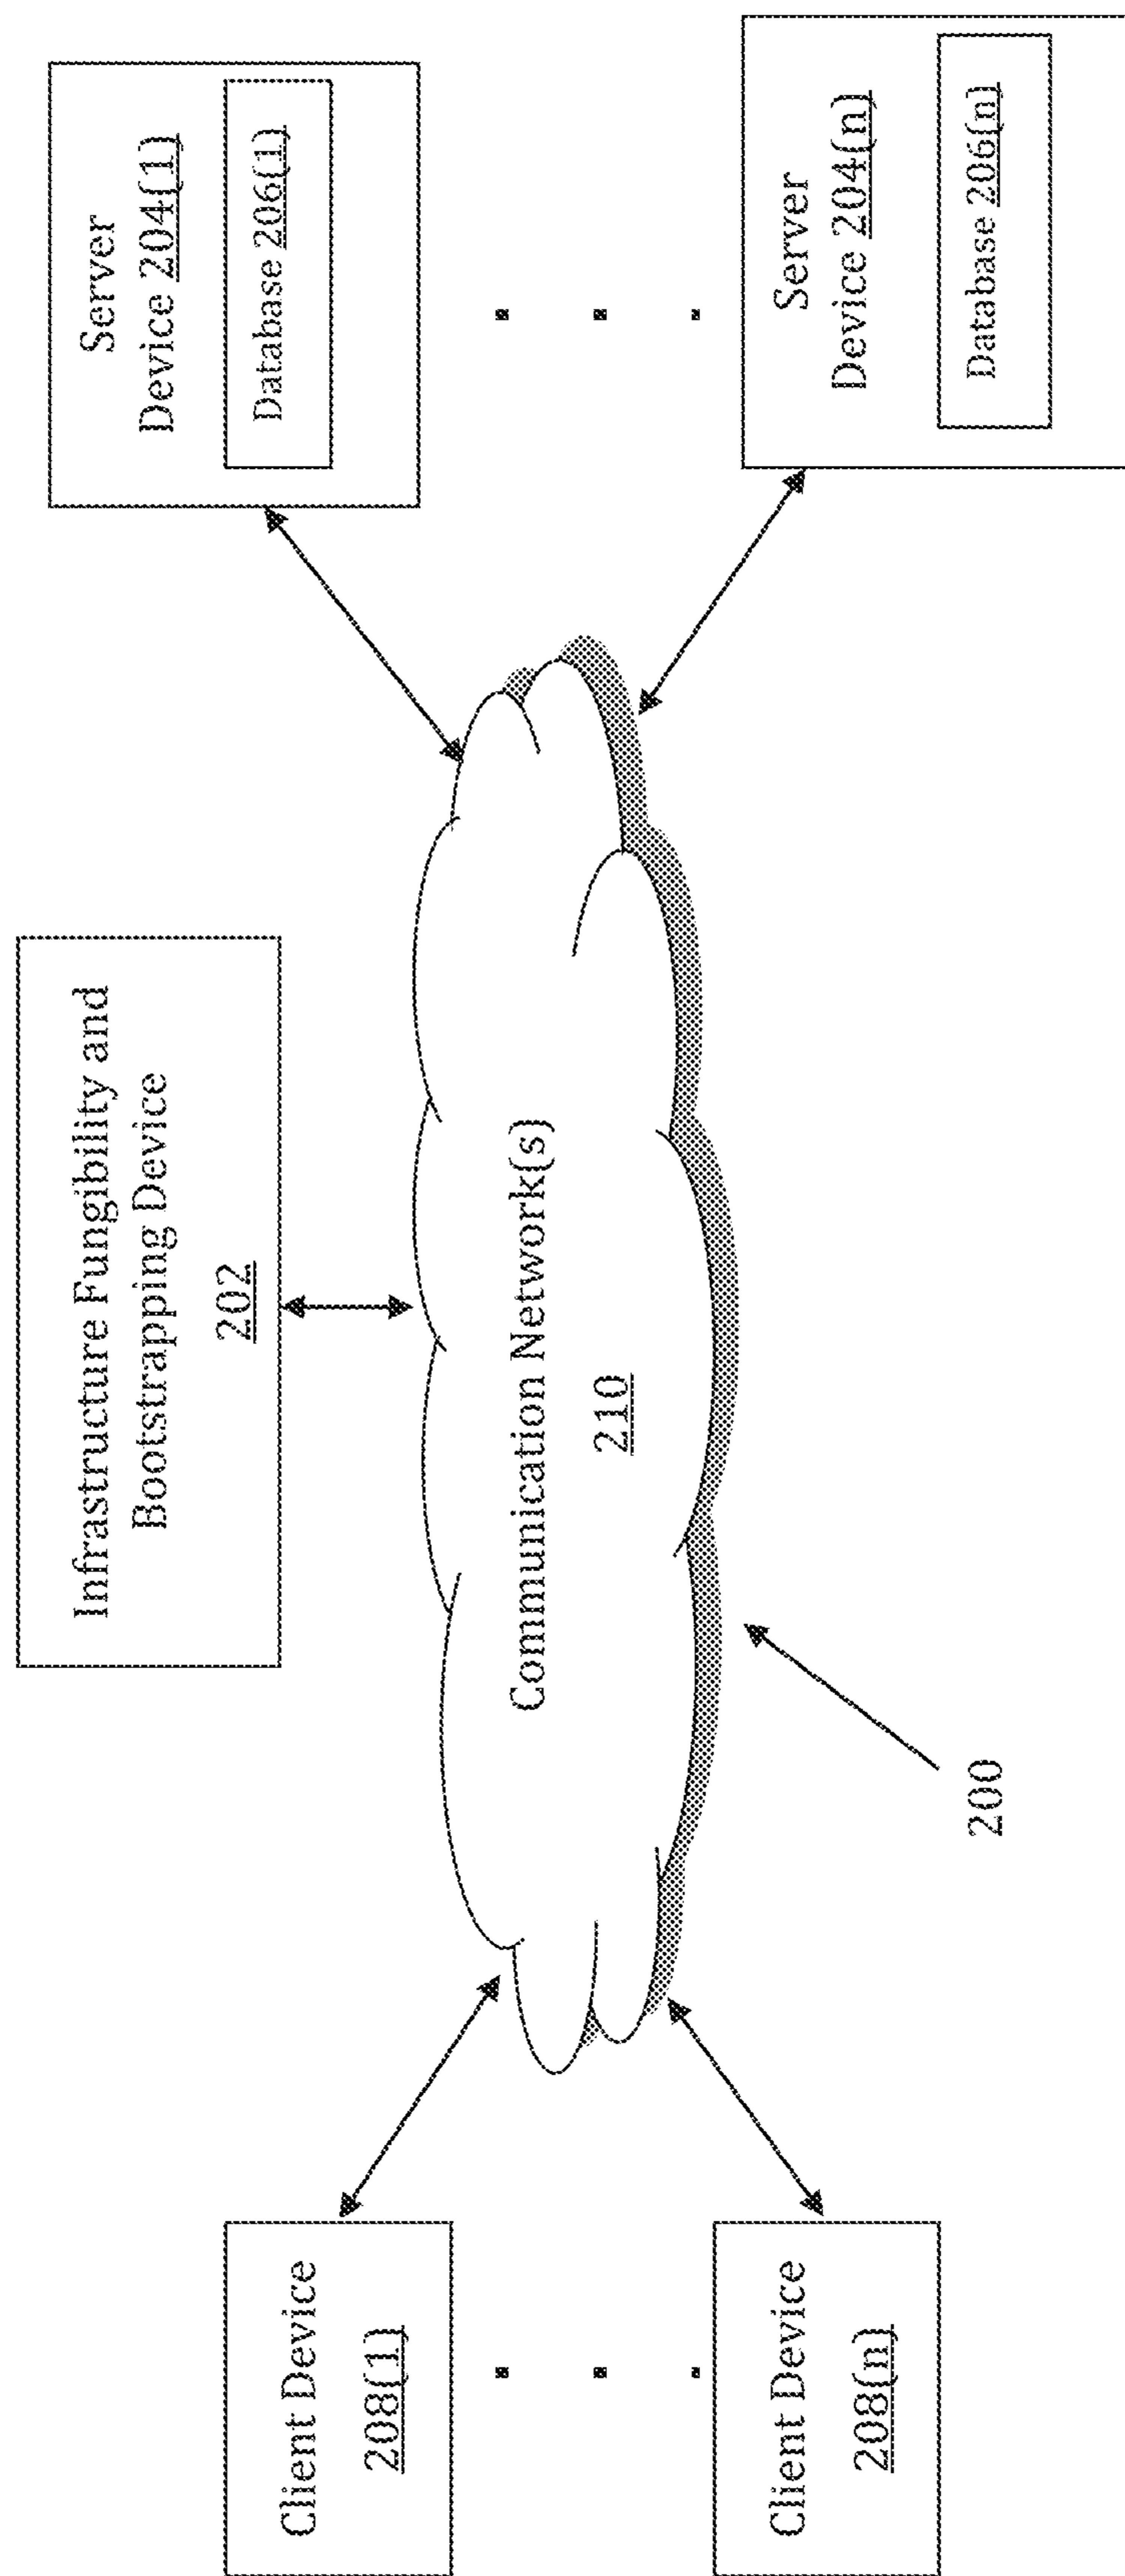 Infrastructure Fungibility and
Bootstrapping Device
202
Server
Device 204(1)
Database 206(1)
Client Device
208(1)
Communication Network(s)
210
Server
Device 204(n)
Database 206(n)
Client Device
208(n)
200